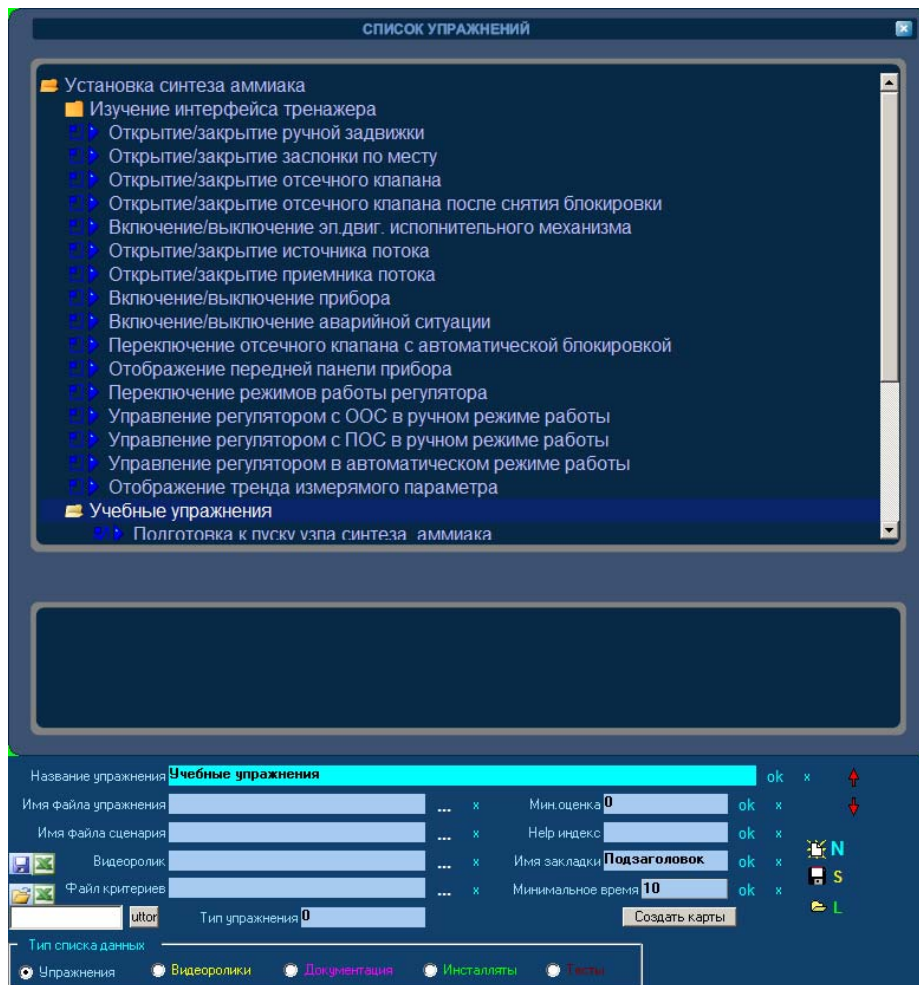 СПИСОК УПРАЖНЕНИЙ
Установка синтеза аммиака
Изучение интерфейса тренажера
Открытие/закрытие ручной задвижки
Открытие/закрытие заслонки по месту
Открытие/закрытие отсечного клапана
Открытие/закрытие отсечного клапана после снятия блокировки
Включение/выключение эл.двиг. исполнительного механизма
Открытие/закрытие источника потока
Открытие/закрытие приемника потока
Включение/выключение прибора
Включение/выключение аварийной ситуации
Переключение отсечного клапана с автоматической блокировкой
Отображение передней панели прибора
Переключение режимов работы регулятора
Управление регулятором с ООС в ручном режиме работы
Управление регулятором с ПОС в ручном режиме работы
Управление регулятором в автоматическом режиме работы
Отображение тренда измерямого параметра
Учебные упражнения
Подготовка к пуску узла синтеза аммиака
Название упражнения Учебные упражнения ok x
Имя файла упражнения ... x Мин.оценка 0 ok x
Имя файла сценария ... x Help индекс ok x
Видеоролик ... x Имя закладки Подзаголовок ok x N
Файл критериев ... x Минимальное время 10 ok x S
uttor Тип упражнения 0 Создать карты L
Тип списка данных
Упражнения Видеоролики Документация Инсталляты Тесты